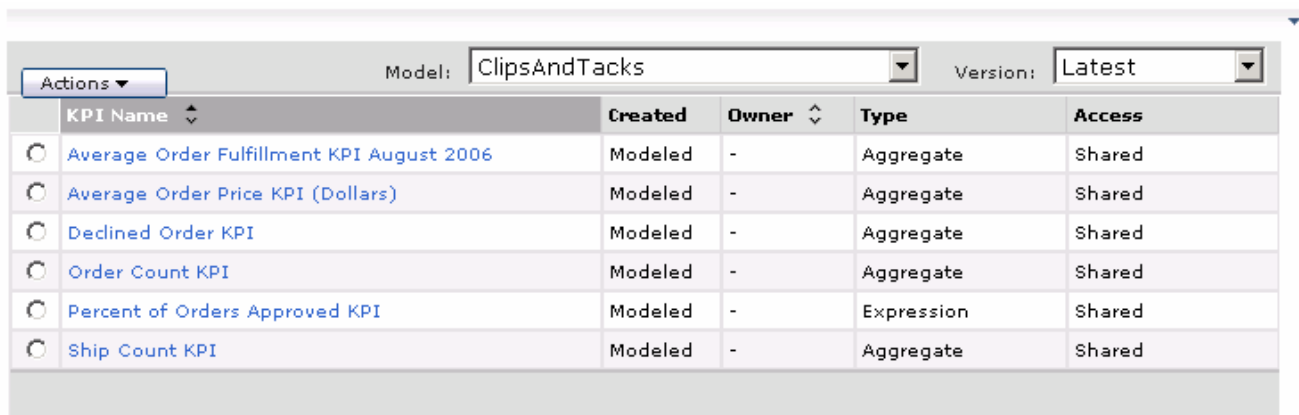 Actions Model: ClipsAndTacks Version: Latest
KPI Name Created Owner Type Access
Average Order Fulfillment KPI August 2006 Modeled - Aggregate Shared
Average Order Price KPI (Dollars) Modeled - Aggregate Shared
Declined Order KPI Modeled - Aggregate Shared
Order Count KPI Modeled - Aggregate Shared
Percent of Orders Approved KPI Modeled - Expression Shared
Ship Count KPI Modeled - Aggregate Shared